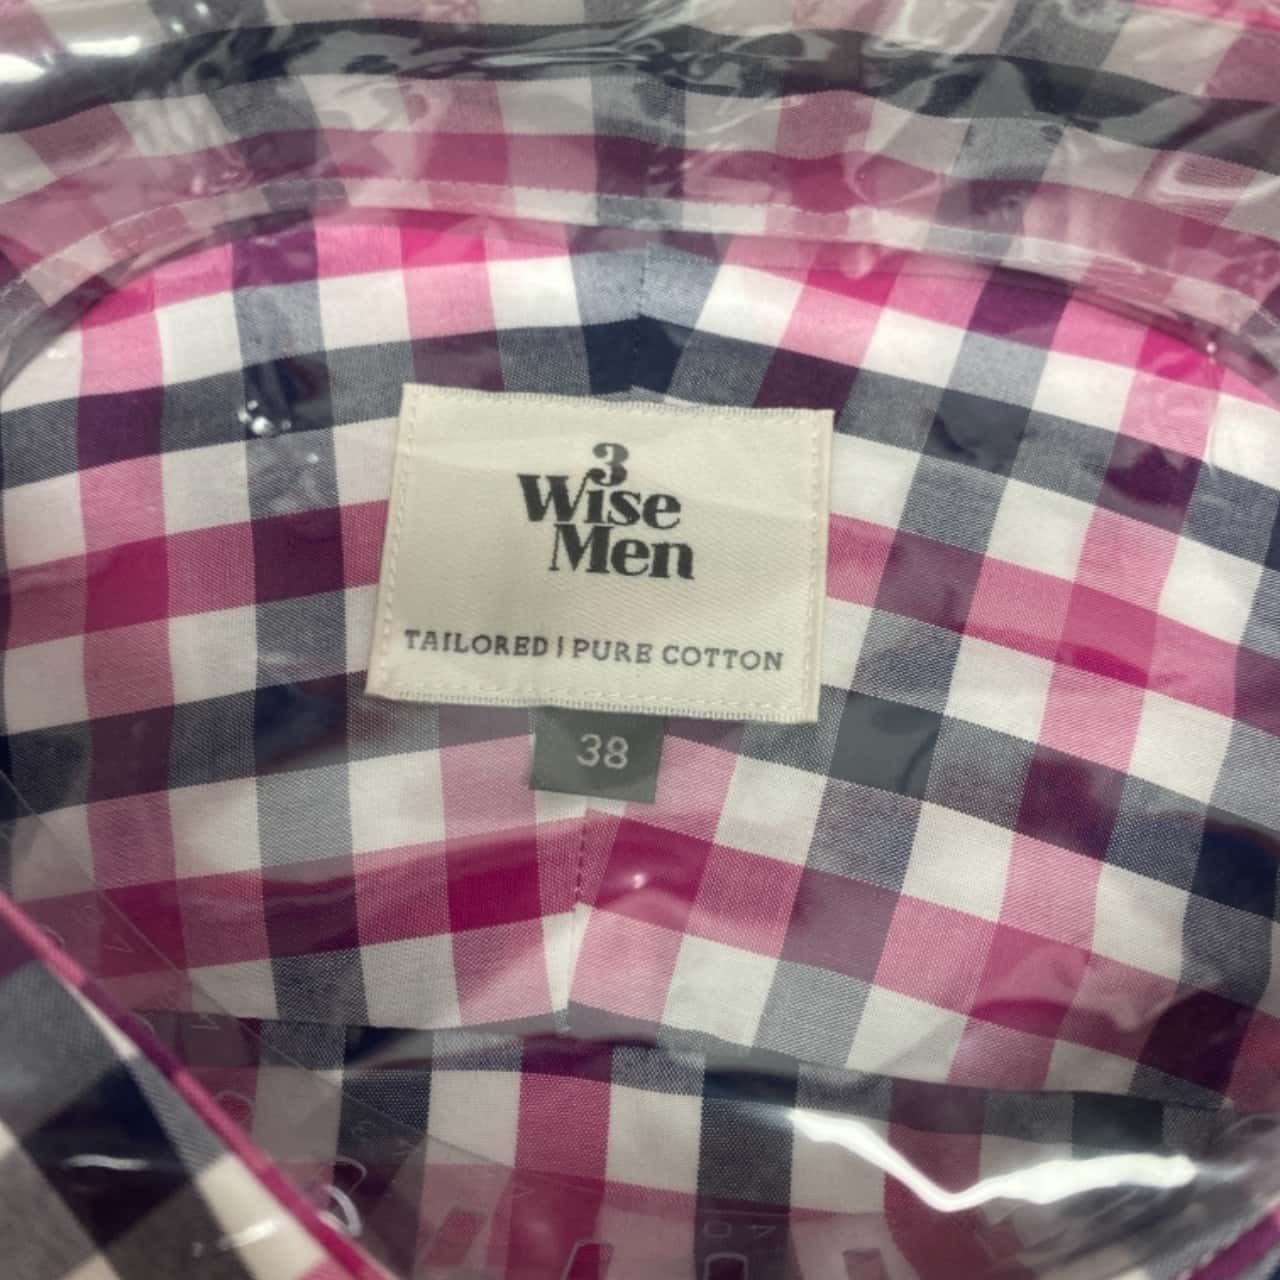 3
Wise
Men
TAILORED | PURE COTTON
38